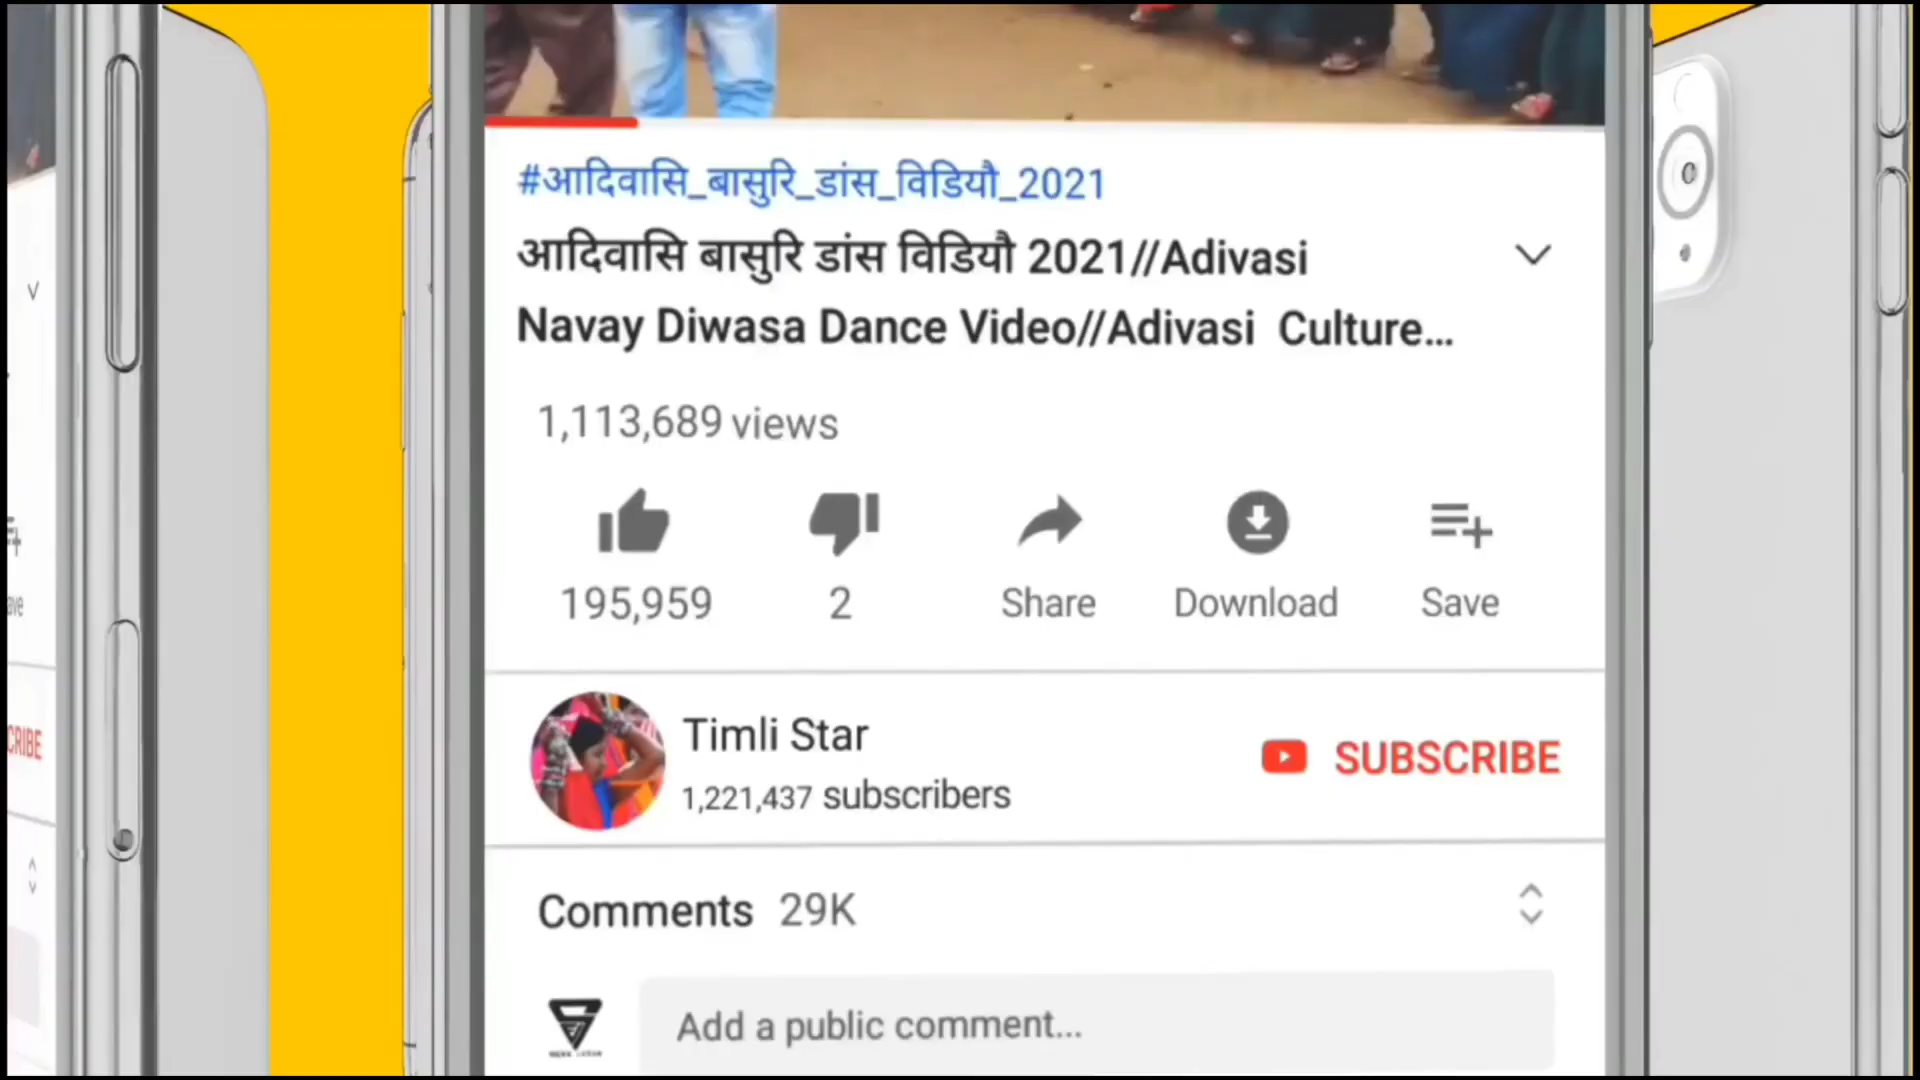 #आदिवासि_बासुरि_डांस_विडियौ_2021
आदिवासि बासुरि डांस विडियौ 2021//Adivasi
Navay Diwasa Dance Video//Adivasi Culture...
1,113,689 views
195,959
2
Share
Download
Save
Timli Star
1,221,437 subscribers
SUBSCRIBE
Comments 29K
Add a public comment...